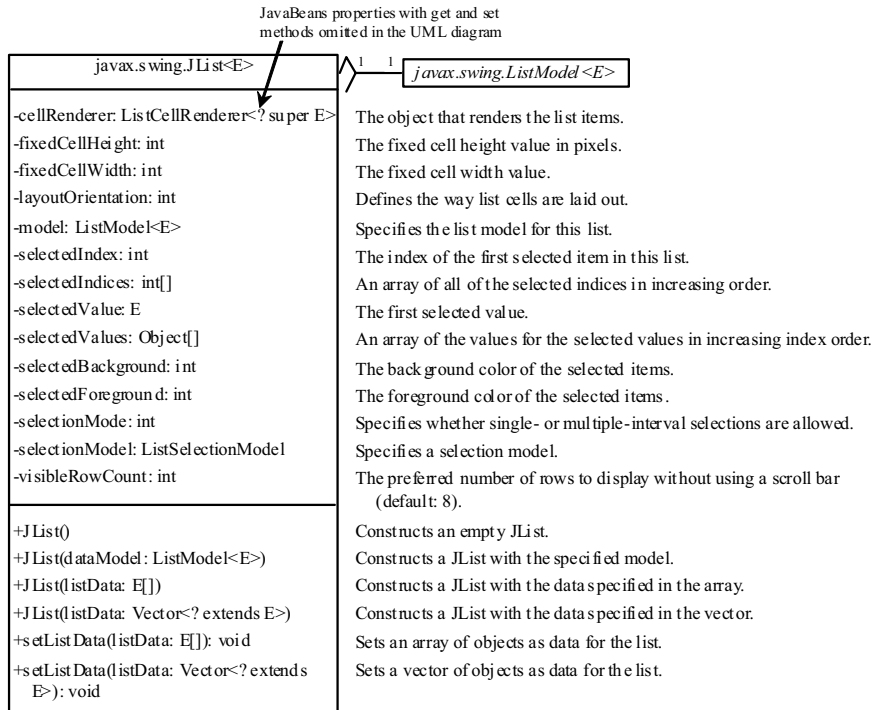 JavaBeans properties with get and set
methods omitted in the UML diagram
javax.swing.JList<E>
1 1
javax.swing.ListModel<E>
-cellRenderer: ListCellRenderer<? super E> The object that renders the list items.
-fixedCellHeight: int The fixed cell height value in pixels.
-fixedCellWidth: int The fixed cell width value.
-layoutOrientation: int Defines the way list cells are laid out.
-model: ListModel<E> Specifies the list model for this list.
-selectedIndex: int The index of the first selected item in this list.
-selectedIndices: int[] An array of all of the selected indices in increasing order.
-selectedValue: E The first selected value.
-selectedValues: Object[] An array of the values for the selected values in increasing index order.
-selectedBackground: int The background color of the selected items.
-selectedForeground: int The foreground color of the selected items.
-selectionMode: int Specifies whether single- or multiple-interval selections are allowed.
-selectionModel: ListSelectionModel Specifies a selection model.
-visibleRowCount: int The preferred number of rows to display without using a scroll bar
(default: 8).
+JList() Constructs an empty JList.
+JList(dataModel: ListModel<E>) Constructs a JList with the specified model.
+JList(listData: E[]) Constructs a JList with the data specified in the array.
+JList(listData: Vector<? extends E>) Constructs a JList with the data specified in the vector.
+setListData(listData: E[]): void Sets an array of objects as data for the list.
+setListData(listData: Vector<? extends Sets a vector of objects as data for the list.
E>): void